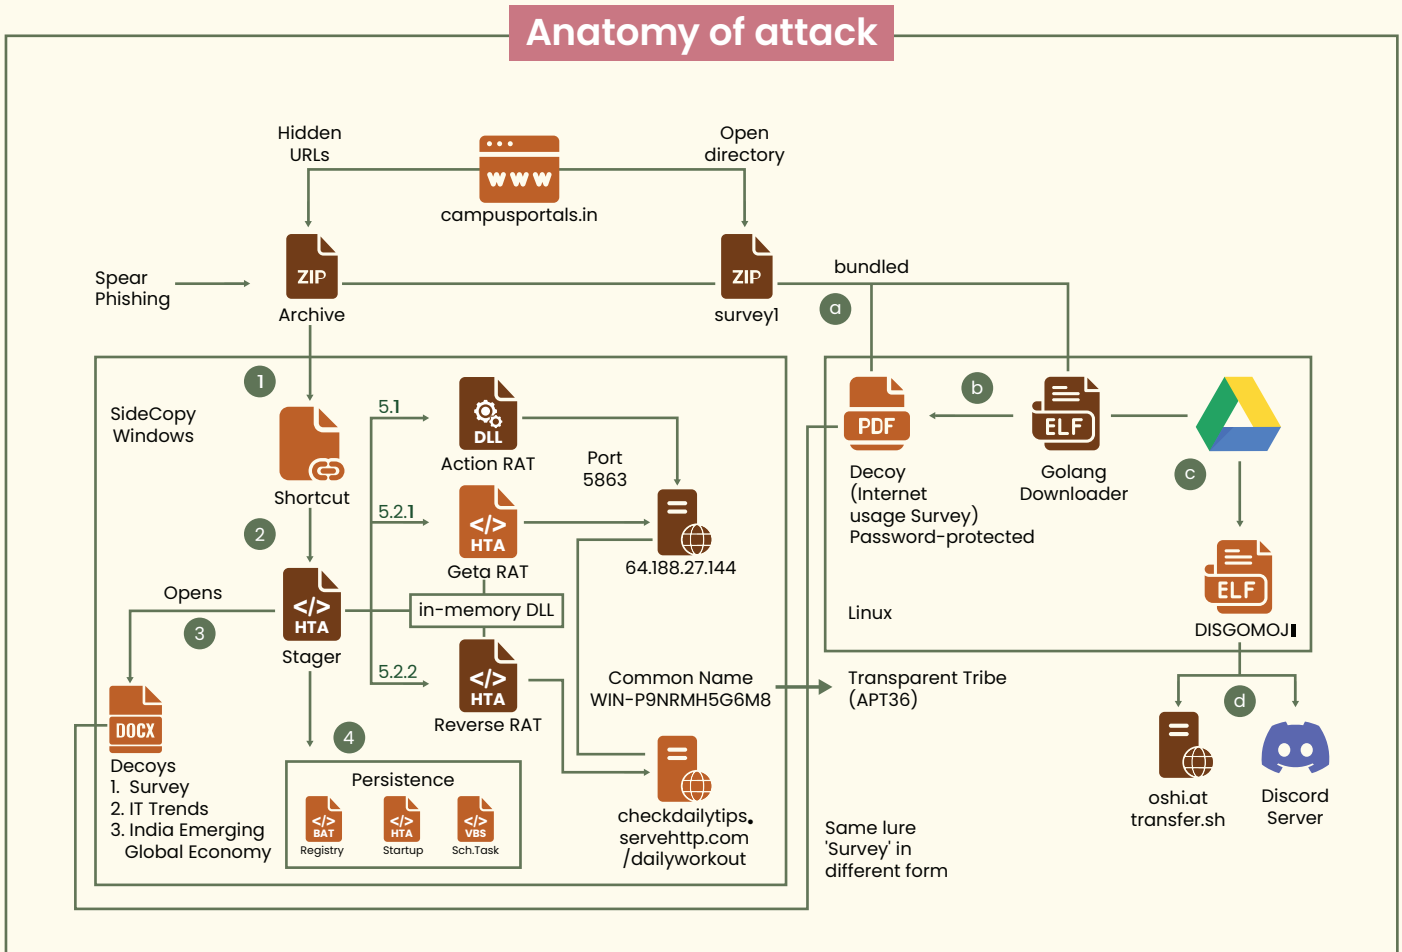 Anatomy of attack
Hidden
URLs
Open
directory
www
campusportals.in
Spear
Phishing
ZIP
Archive
ZIP
survey1
bundled
a
SideCopy
Windows
1
Shortcut
2
Opens
3
</>
HTA
Stager
4
DOCX
Decoys
1. Survey
2. IT Trends
3. India Emerging
Global Economy
Persistence
</>
BAT
Registry
</>
HTA
Startup
</>
VBS
Sch.Task
5.1
DLL
Action RAT
5.2.1
</>
HTA
Geta RAT
in-memory DLL
5.2.2
</>
HTA
Reverse RAT
Port
5863
64.188.27.144
Common Name
WIN-P9NRMH5G6M8
Transparent Tribe
(APT36)
checkdailytips.
servehttp.com
/dailyworkout
PDF
Decoy
(Internet
usage Survey)
Password-protected
b
ELF
Golang
Downloader
c
ELF
DISGOMOJI
Linux
d
oshi.at
transfer.sh
Discord
Server
Same lure
'Survey' in
different form